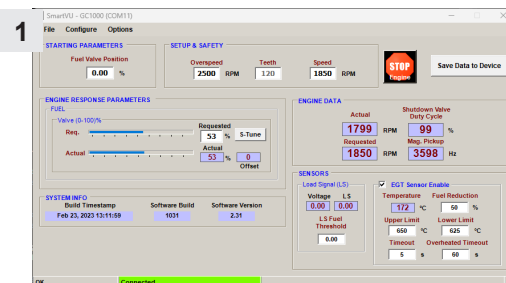 1
SmartVU - GC1000 (COM11)
File Configure Options
STARTING PARAMETERS
Fuel Valve Position
0.00 %
SETUP & SAFETY
Overspeed Teeth Speed
2500 RPM 120 1850 RPM
STOP
Engine
Save Data to Device
ENGINE RESPONSE PARAMETERS
FUEL
Valve (0-100)%
Requested
Req. 53 % S-Tune
Actual
Actual 53 % 0
Offset
ENGINE DATA
Actual Shutdown Valve
Duty Cycle
1799 RPM 99 %
Requested Mag. Pickup
1850 RPM 3598 Hz
SYSTEM INFO
Build Timestamp Software Build Software Version
Feb 23, 2023 13:11:59 1031 2.31
SENSORS
Load Signal (LS)
Voltage LS
0.00 0.00
LS Fuel
Threshold
0.00
EGT Sensor Enable
Temperature Fuel Reduction
172 ºC 50 %
Upper Limit Lower Limit
650 ºC 625 ºC
Timeout Overheated Timeout
5 s 60 s
OK Connected